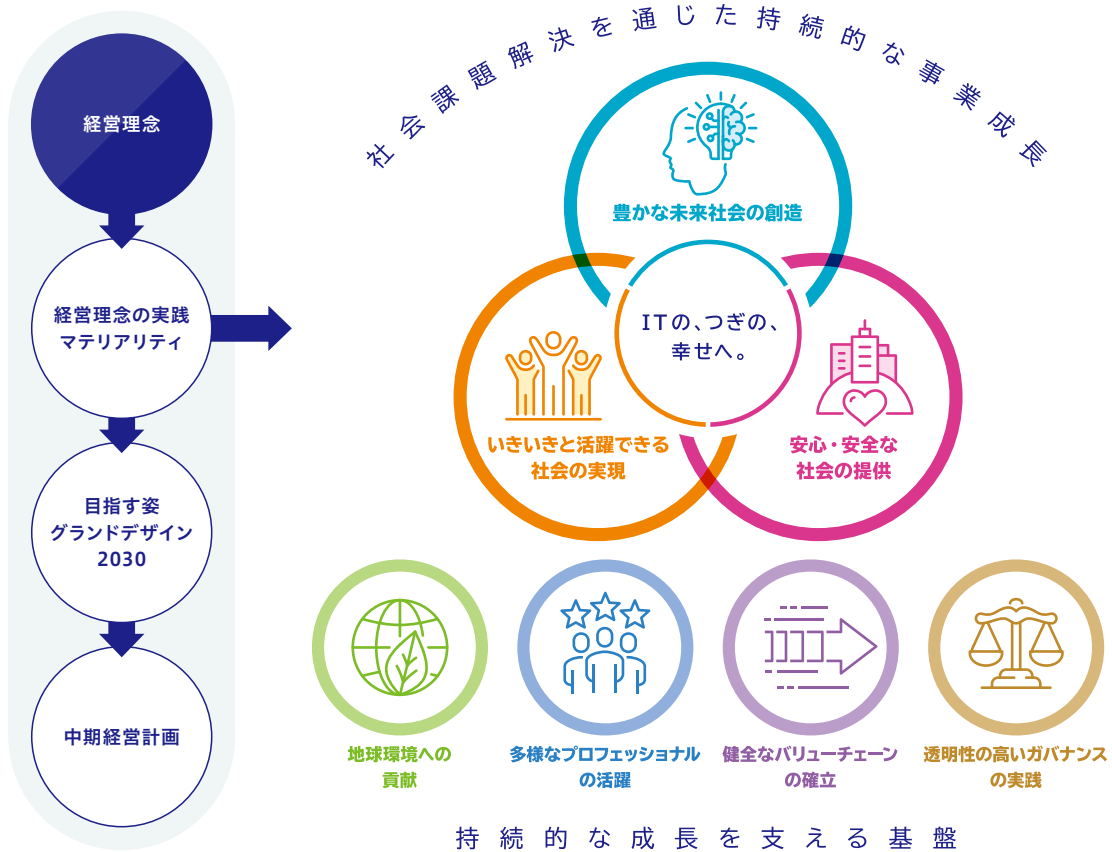 経営理念
経営理念の実践
マテリアリティ
目指す姿
グランドデザイン
2030
中期経営計画
社会課題解決を通じた持続的な事業成長
豊かな未来社会の創造
ITの、つぎの、
幸せへ。
いきいきと活躍できる
社会の実現
安心・安全な
社会の提供
地球環境への
貢献
多様なプロフェッショナル
の活躍
健全なバリューチェーン
の確立
透明性の高いガバナンス
の実践
持続的な成長を支える基盤